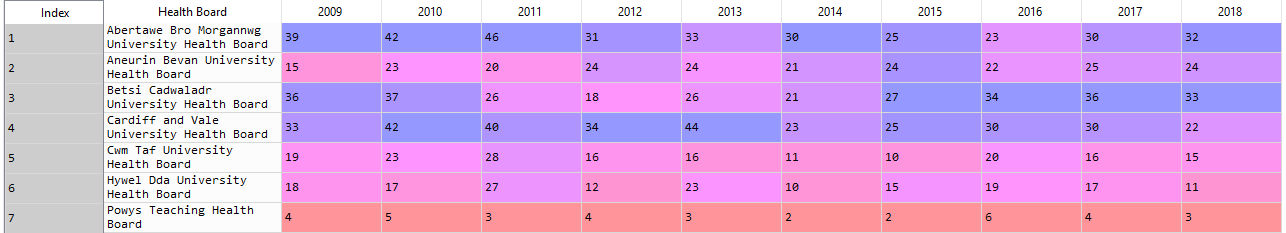 Index Health Board 2009 2010 2011 2012 2013 2014 2015 2016 2017 2018
1 Abertawe Bro Morgannwg University Health Board 39 42 46 31 33 30 25 23 30 32
2 Aneurin Bevan University Health Board 15 23 20 24 24 21 24 22 25 24
3 Betsi Cadwaladr University Health Board 36 37 26 18 26 21 27 34 36 33
4 Cardiff and Vale University Health Board 33 42 40 34 44 23 25 30 30 22
5 Cwm Taf University Health Board 19 23 28 16 16 11 10 20 16 15
6 Hywel Dda University Health Board 18 17 27 12 23 10 15 19 17 11
7 Powys Teaching Health Board 4 5 3 4 3 2 2 6 4 3